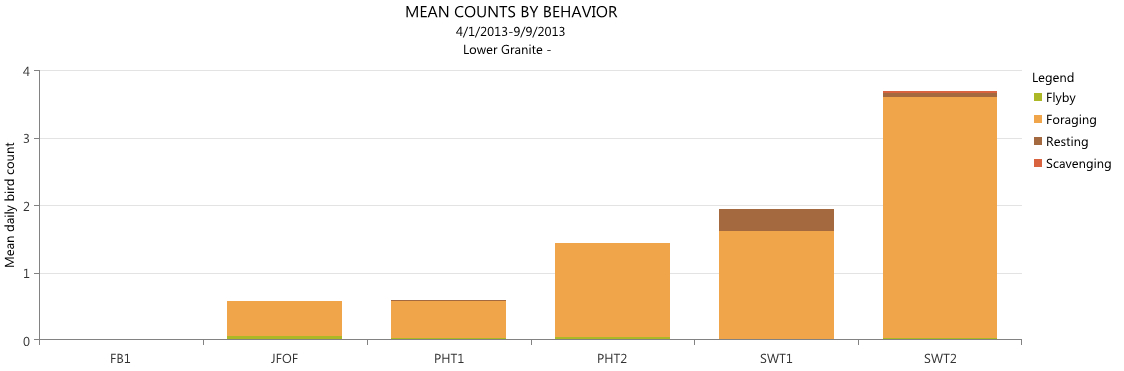 MEAN COUNTS BY BEHAVIOR
4/1/2013-9/9/2013
Lower Granite -
Mean daily bird count
4
3
2
1
0
FB1
JFOF
PHT1
PHT2
SWT1
SWT2
Legend
Flyby
Foraging
Resting
Scavenging